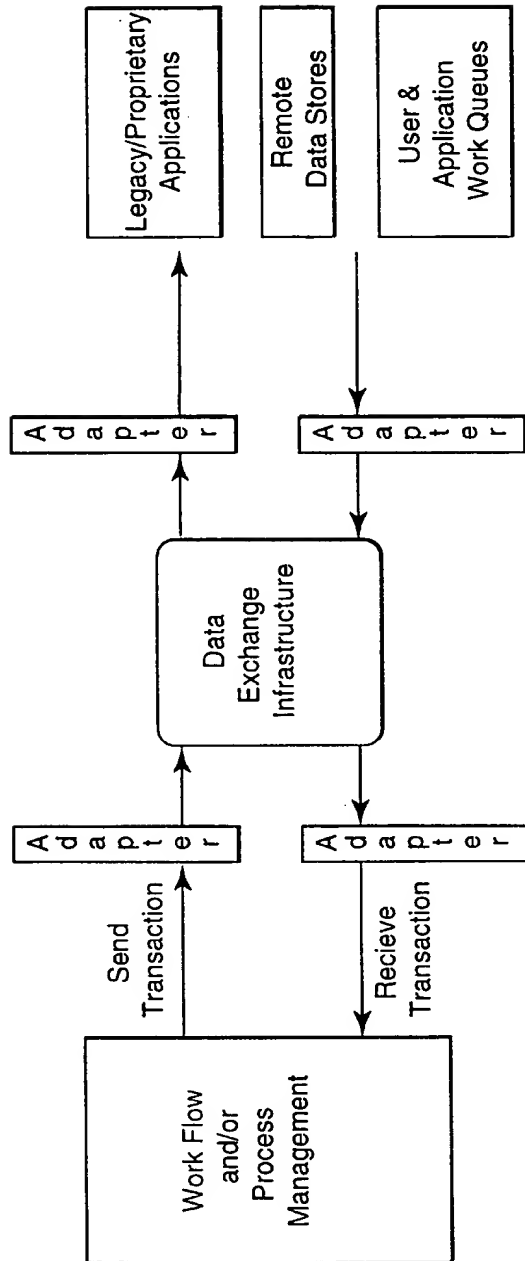 Work Flow
and/or
Process
Management
Send
Transaction
Recieve
Transaction
Adapter
Adapter
Data
Exchange
Infrastructure
Adapter
Adapter
Legacy/Proprietary
Applications
Remote
Data Stores
User &
Application
Work Queues